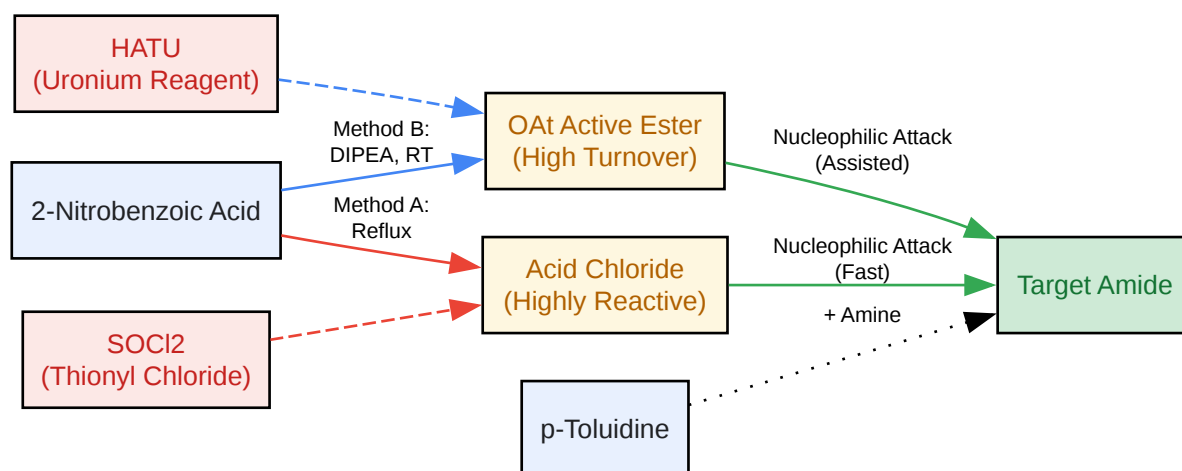 HATU
(Uronium Reagent)
2-Nitrobenzoic Acid
SOCl2
(Thionyl Chloride)
Method B:
DIPEA, RT
Method A:
Reflux
OAt Active Ester
(High Turnover)
Acid Chloride
(Highly Reactive)
p-Toluidine
Nucleophilic Attack
(Assisted)
Nucleophilic Attack
(Fast)
+ Amine
Target Amide